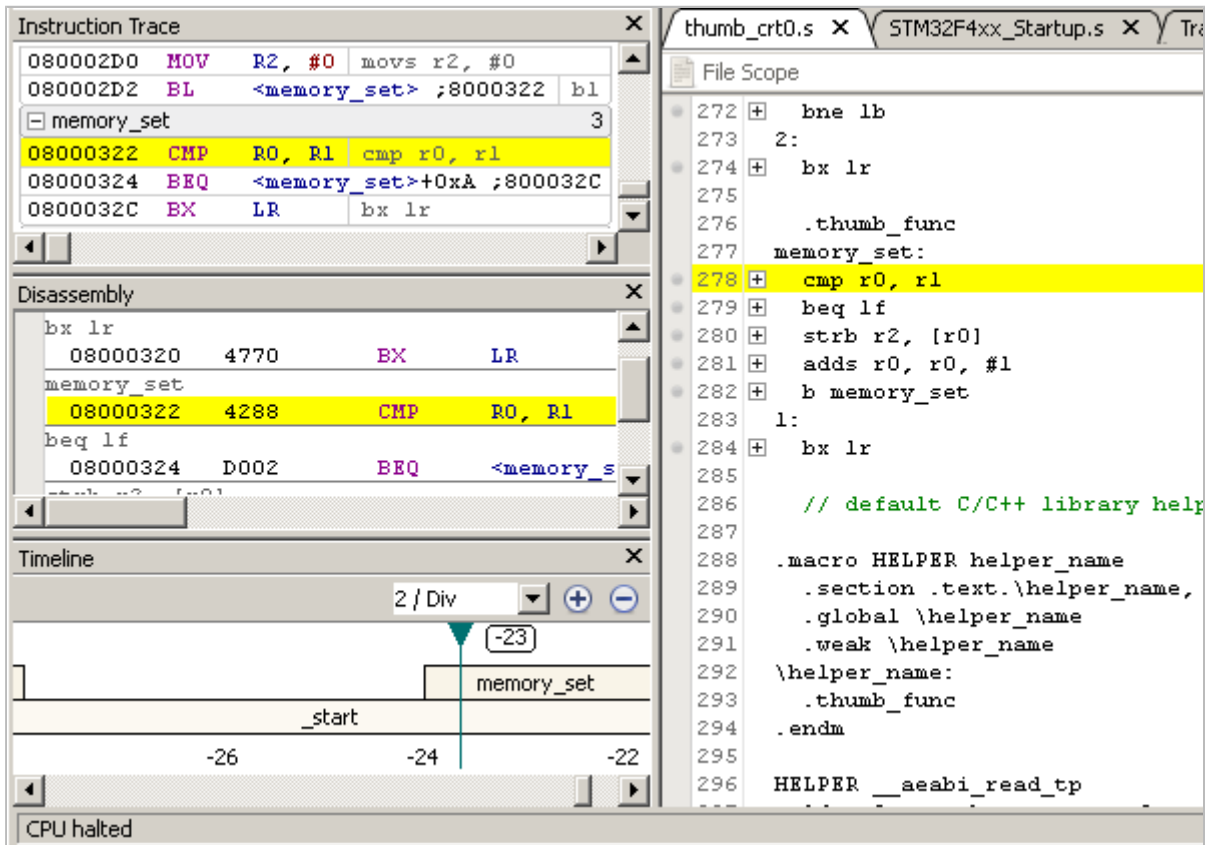 Instruction Trace
080002D0 MOV R2, #0 movs r2, #0
080002D2 BL <memory_set> ;8000322 bl
memory_set 3
08000322 CMP R0, R1 cmp r0, r1
08000324 BEQ <memory_set>+0xA ;800032C
0800032C BX LR bx lr
Disassembly
bx lr
08000320 4770 BX LR
memory_set
08000322 4288 CMP R0, R1
beq 1f
08000324 D002 BEQ <memory_s
Timeline
2 / Div
-23
memory_set
_start
-26 -24 -22
CPU halted
thumb_crt0.s STM32F4xx_Startup.s Tra
File Scope
272 bne 1b
273 2:
274 bx lr
275
276 .thumb_func
277 memory_set:
278 cmp r0, r1
279 beq 1f
280 strb r2, [r0]
281 adds r0, r0, #1
282 b memory_set
283 1:
284 bx lr
285
286 // default C/C++ library help
287
288 .macro HELPER helper_name
289 .section .text.\helper_name,
290 .global \helper_name
291 .weak \helper_name
292 \helper_name:
293 .thumb_func
294 .endm
295
296 HELPER __aeabi_read_tp